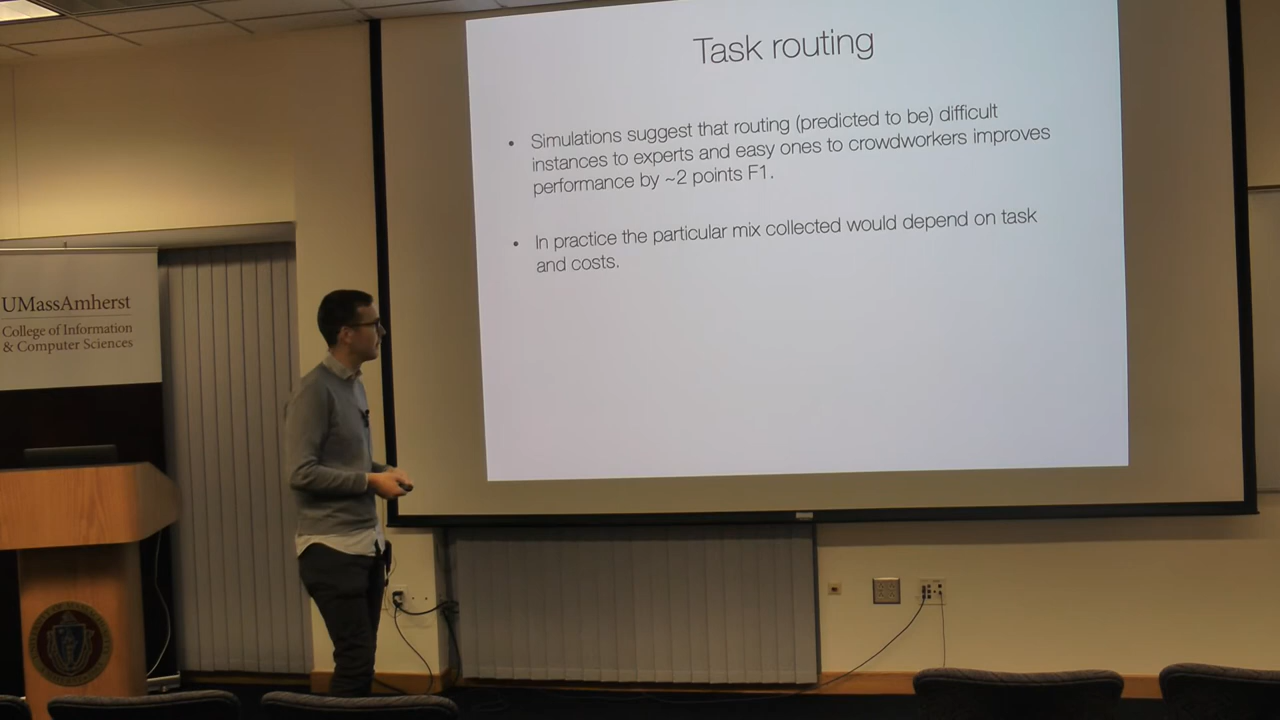 Task routing
• Simulations suggest that routing (predicted to be) difficult
instances to experts and easy ones to crowdworkers improves
performance by ~2 points F1.
• In practice the particular mix collected would depend on task
and costs.
UMassAmherst
College of Information
& Computer Sciences